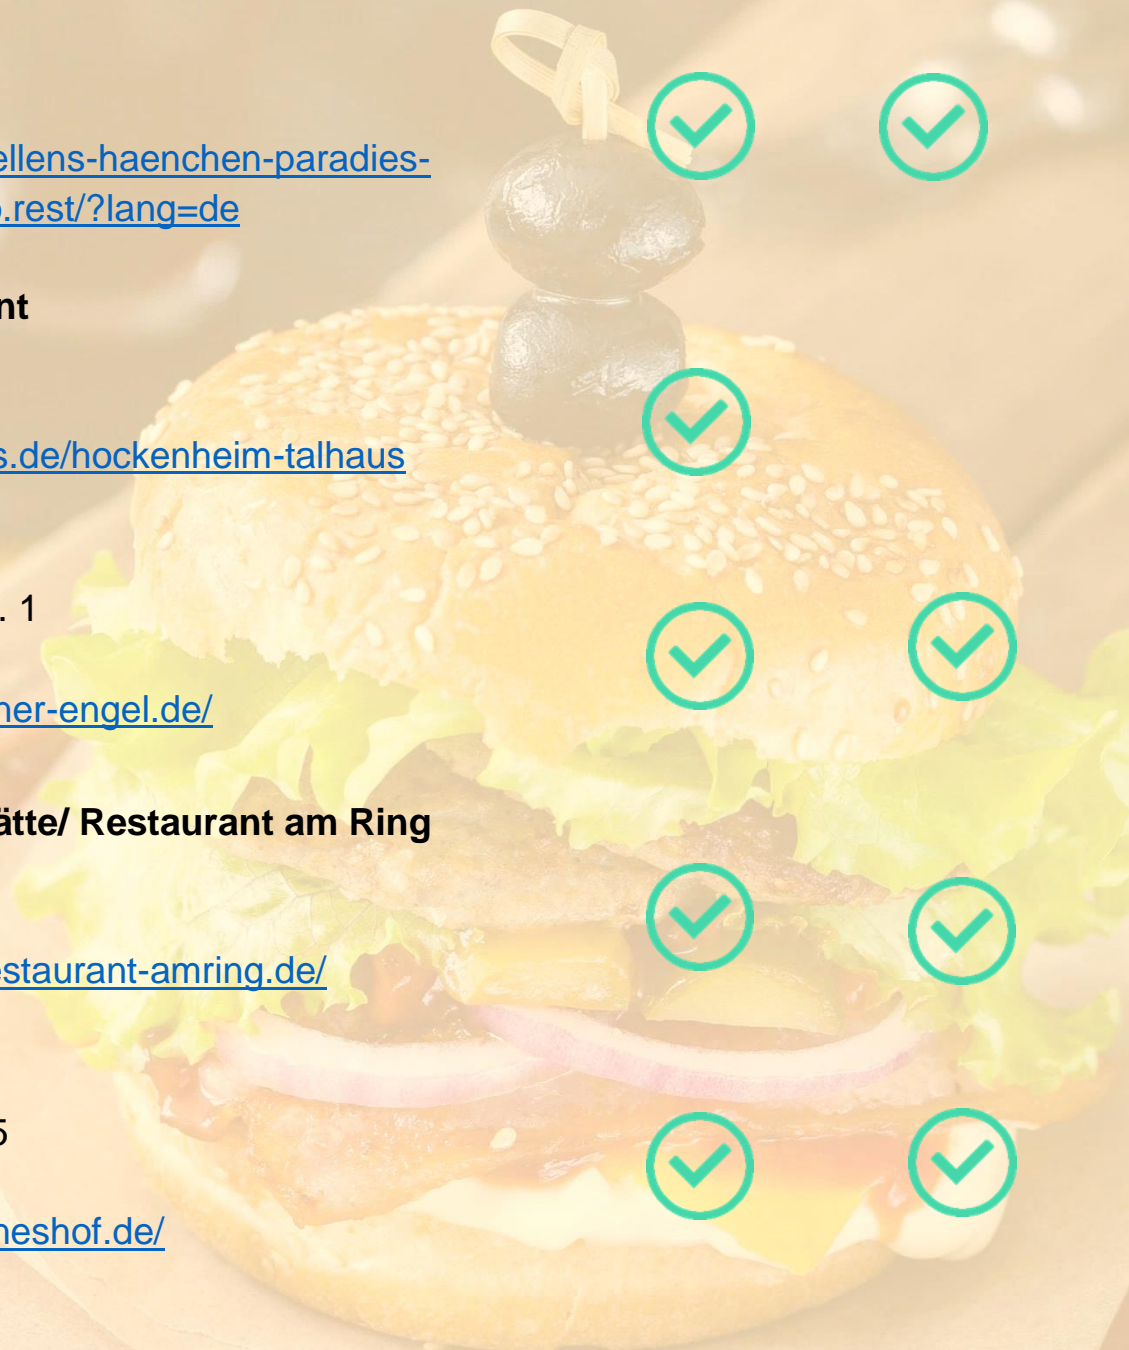 ellens-haenchen-paradies-
.rest/?lang=de
nt
s.de/hockenheim-talhaus
. 1
ner-engel.de/
ätte/ Restaurant am Ring
estaurant-amring.de/
5
neshof.de/